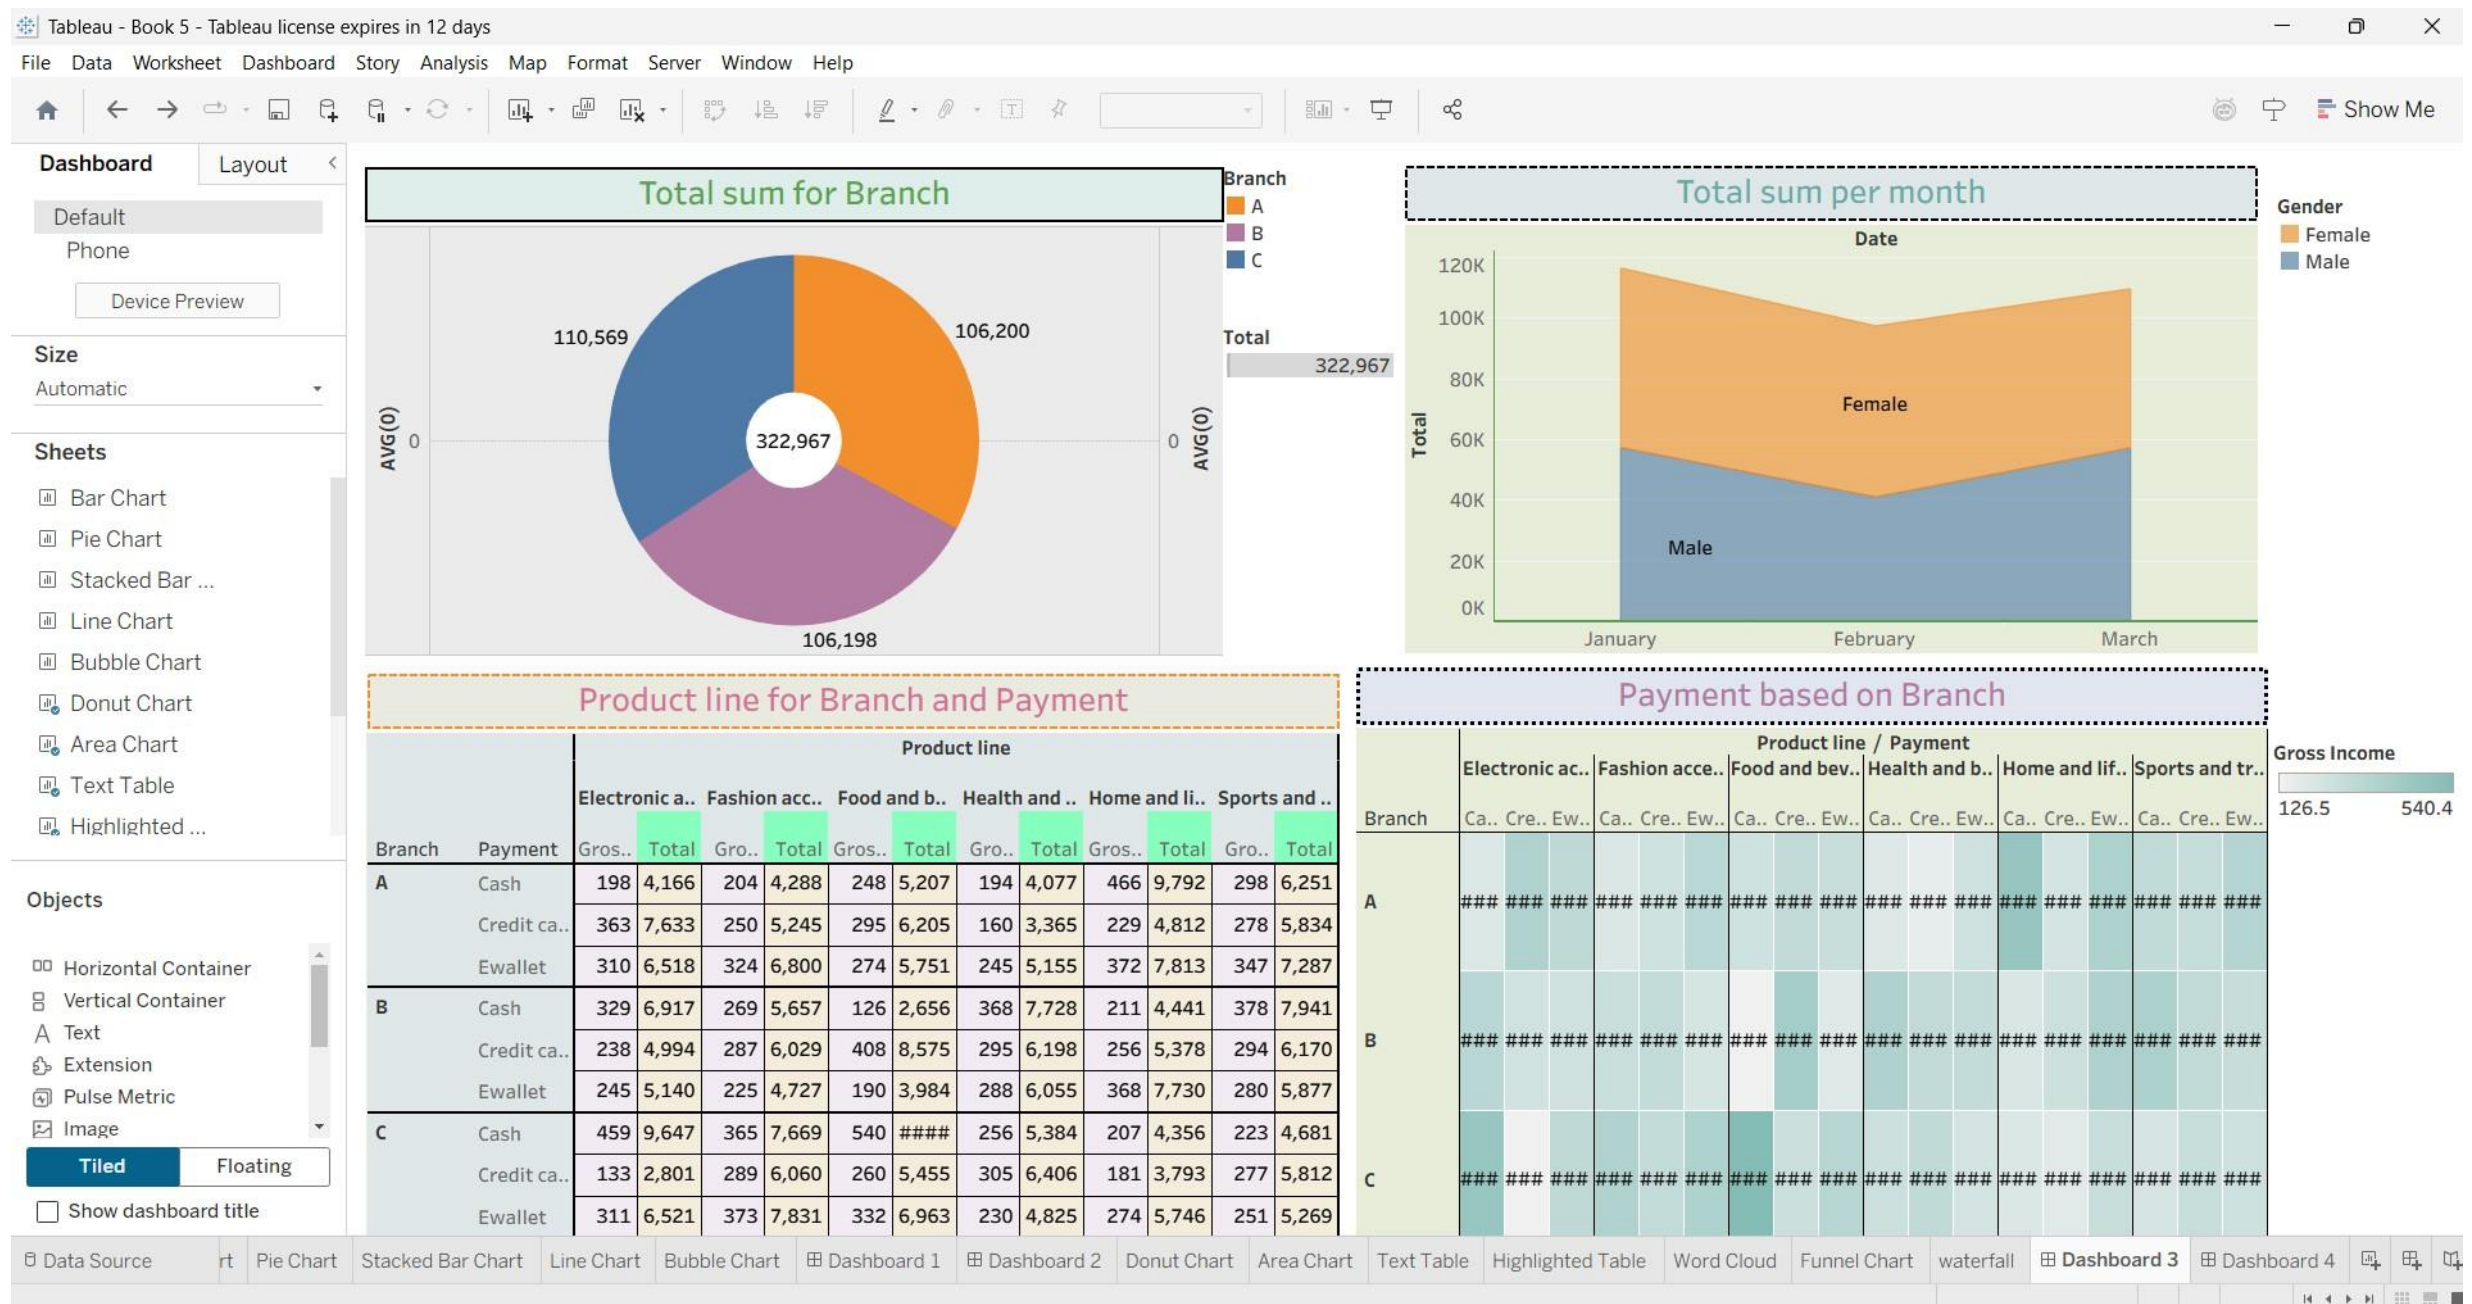 Tableau - Book 5 - Tableau license expires in 12 days
File Data Worksheet Dashboard Story Analysis Map Format Server Window Help
Show Me
Dashboard Layout
Default
Phone
Device Preview
Size
Automatic
Sheets
Bar Chart
Pie Chart
Stacked Bar ...
Line Chart
Bubble Chart
Donut Chart
Area Chart
Text Table
Highlighted ...
Objects
Horizontal Container
Vertical Container
Text
Extension
Pulse Metric
Image
Tiled Floating
Show dashboard title
Total sum for Branch
110,569
106,200
322,967
106,198
AVG(0)
0
0
AVG(0)
Branch
A
B
C
Total
322,967
Total sum per month
Date
120K
100K
80K
60K
40K
20K
0K
Total
Female
Male
January February March
Gender
Female
Male
Product line for Branch and Payment
Product line
Electronic a.. Fashion acc.. Food and b.. Health and .. Home and li.. Sports and ..
Branch Payment Gros.. Total Gro.. Total Gros.. Total Gro.. Total Gros.. Total Gro.. Total
A Cash 198 4,166 204 4,288 248 5,207 194 4,077 466 9,792 298 6,251
Credit ca.. 363 7,633 250 5,245 295 6,205 160 3,365 229 4,812 278 5,834
Ewallet 310 6,518 324 6,800 274 5,751 245 5,155 372 7,813 347 7,287
B Cash 329 6,917 269 5,657 126 2,656 368 7,728 211 4,441 378 7,941
Credit ca.. 238 4,994 287 6,029 408 8,575 295 6,198 256 5,378 294 6,170
Ewallet 245 5,140 225 4,727 190 3,984 288 6,055 368 7,730 280 5,877
C Cash 459 9,647 365 7,669 540 #### 256 5,384 207 4,356 223 4,681
Credit ca.. 133 2,801 289 6,060 260 5,455 305 6,406 181 3,793 277 5,812
Ewallet 311 6,521 373 7,831 332 6,963 230 4,825 274 5,746 251 5,269
Payment based on Branch
Product line / Payment
Electronic ac.. Fashion acce.. Food and bev.. Health and b.. Home and lif.. Sports and tr..
Branch Ca.. Cre.. Ew.. Ca.. Cre.. Ew.. Ca.. Cre.. Ew.. Ca.. Cre.. Ew.. Ca.. Cre.. Ew.. Ca.. Cre.. Ew..
A ### ### ### ### ### ### ### ### ### ### ### ### ### ### ### ### ### ###
B ### ### ### ### ### ### ### ### ### ### ### ### ### ### ### ### ### ###
C ### ### ### ### ### ### ### ### ### ### ### ### ### ### ### ### ### ###
Gross Income
126.5 540.4
Data Source rt Pie Chart Stacked Bar Chart Line Chart Bubble Chart Dashboard 1 Dashboard 2 Donut Chart Area Chart Text Table Highlighted Table Word Cloud Funnel Chart waterfall Dashboard 3 Dashboard 4